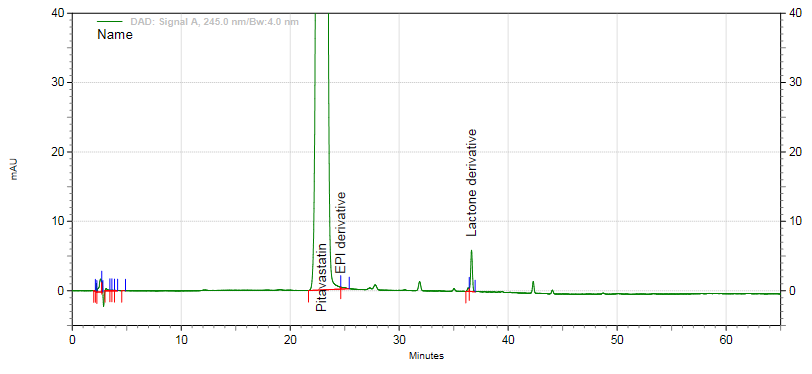 DAD: Signal A, 245.0 nm/Bw:4.0 nm
Name
40
40
30
30
20
20
10
10
0
0
mAU
Pitavastatin
EPI derivative
Lactone derivative
0
10
20
30
40
50
60
Minutes